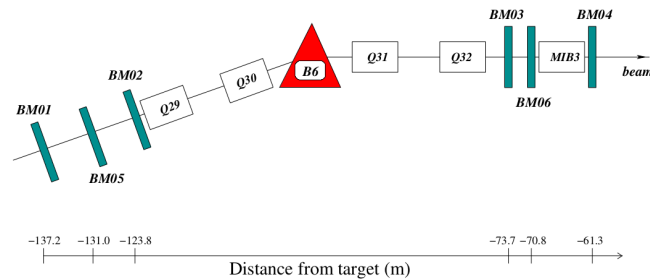 BM03
BM04
B6
Q31
Q32
MIB3
beam
BM06
BM02
Q30
Q29
BM01
BM05
−137.2
−131.0
−123.8
−73.7
−70.8
−61.3
Distance from target (m)